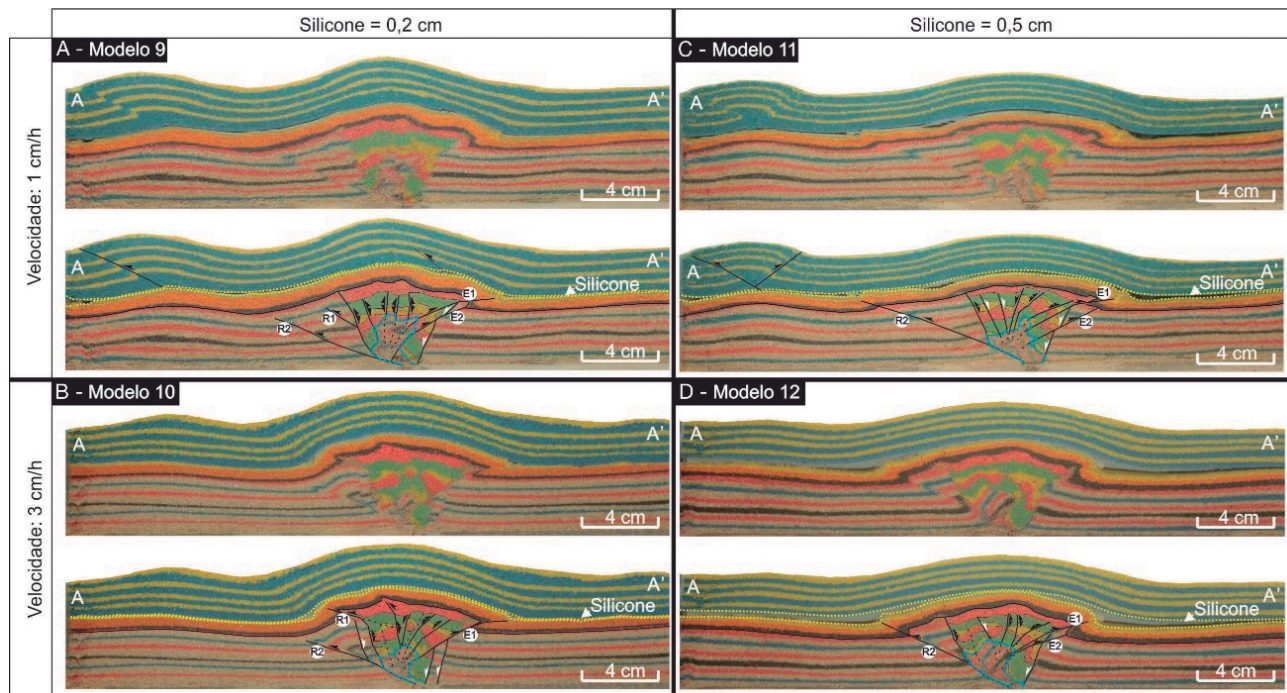 Silicone = 0,2 cm
Silicone = 0,5 cm
Velocidade: 1 cm/h
A - Modelo 9
A
A'
4 cm
A
A'
Silicone
E1
R1
E2
R2
4 cm
C - Modelo 11
A
A'
4 cm
A
A'
Silicone
E1
R2
E2
4 cm
Velocidade: 3 cm/h
B - Modelo 10
A
A'
4 cm
A
A'
Silicone
R1
E1
E2
R2
4 cm
D - Modelo 12
A
A'
4 cm
A
A'
Silicone
E1
R2
E2
4 cm